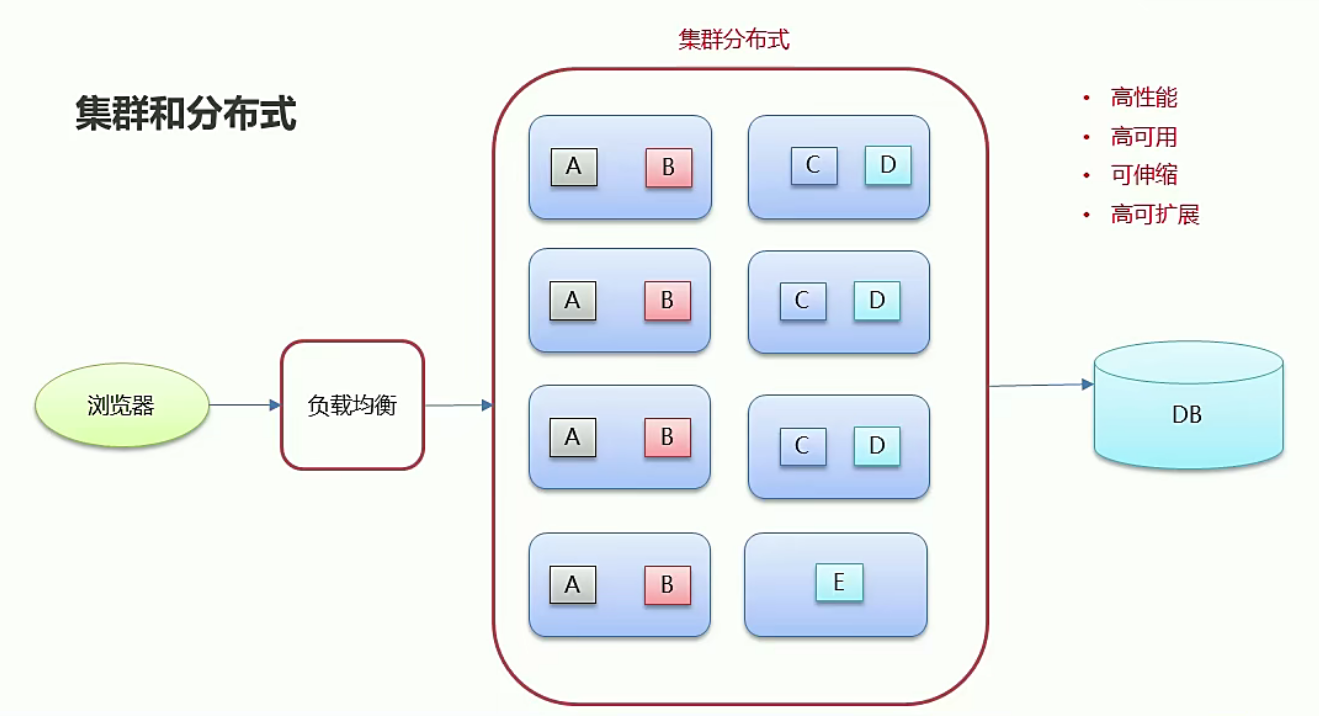 集群分布式
集群和分布式
• 高性能
• 高可用
• 可伸缩
• 高可扩展
A B C D
A B C D
浏览器
负载均衡
A B C D
DB
A B E